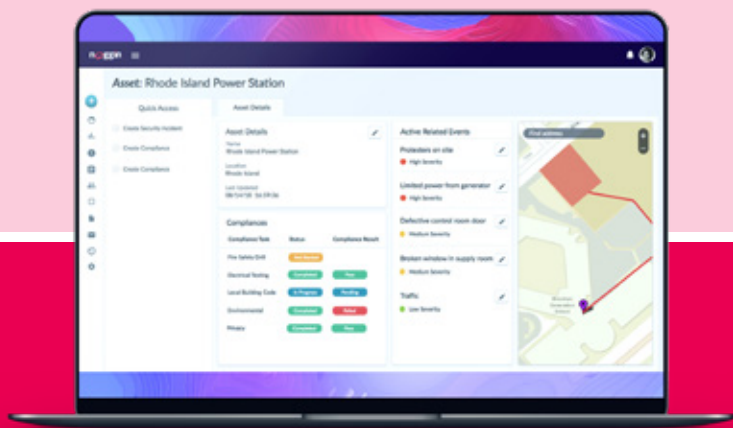 Asset: Rhode Island Power Station
Quick Access
Create Security Incident
Create Compliance
Create Compliance
Asset Details
Asset Details
Name
Rhode Island Power Station
Location
Rhode Island
Last Updated
Compliances
Compliance Task Status Compliance Result
Fire Safety Drill Not Started
Electrical Testing Completed Pass
Local Building Code In Progress Pending
Environmental Completed Failed
Privacy Completed Pass
Active Related Events
Protesters on site
High Severity
Limited power from generator
High Severity
Defective control room door
Medium Severity
Broken window in supply room
Medium Severity
Traffic
Low Severity
Find address